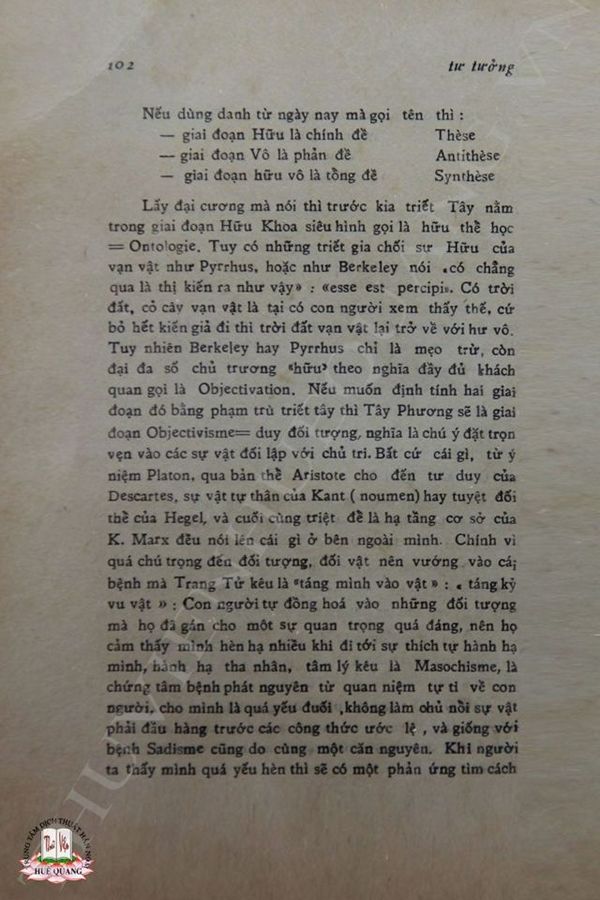 102 tư tưởng
Nếu dùng danh từ ngày nay mà gọi tên thì :
— giai đoạn Hữu là chính đề Thèse
— giai đoạn Vô là phản đề Antithèse
— giai đoạn hữu vô là tổng đề Synthèse
Lấy đại cương mà nói thì trước kia triết Tây nằm
trong giai đoạn Hữu Khoa siêu hình gọi là hữu thể học
= Ontologie. Tuy có những triết gia chối sự Hữu của
vạn vật như Pyrrhus, hoặc như Berkeley nói «có chẳng
qua là thị kiến ra như vậy» : «esse est percipi». Có trời
đất, cỏ cây vạn vật là tại có con người xem thấy thế, cứ
bỏ hết kiến giả đi thì trời đất vạn vật lại trở về với hư vô.
Tuy nhiên Berkeley hay Pyrrhus chỉ là mẹo trừ, còn
đại đa số chủ trương "hữu" theo nghĩa đầy đủ khách
quan gọi là Objectivation. Nếu muốn định tính hai giai
đoạn đó bằng phạm trù triết tây thì Tây Phương sẽ là giai
đoạn Objectivisme= duy đối tượng, nghĩa là chú ý đặt trọn
vẹn vào các sự vật đối lập với chủ tri. Bất cứ cái gì, từ ý
niệm Platon, qua bản thể Aristote cho đến tư duy của
Descartes, sự vật tự thân của Kant ( noumen) hay tuyệt đối
thể của Hegel, và cuối cùng triệt để là hạ tầng cơ sở của
K. Marx đều nói lên cái gì ở bên ngoài mình. Chính vì
quá chú trọng đến đối tượng, đối vật nên vướng vào cái
bệnh mà Trang Tử kêu là "táng mình vào vật» : « táng kỷ
vu vật » : Con người tự đồng hoá vào những đối tượng
mà họ đã gán cho một sự quan trọng quá đáng, nên họ
cảm thấy mình hèn hạ nhiều khi đi tới sự thích tự hành hạ
mình, hành hạ tha nhân, tâm lý kêu là Masochisme, là
chứng tâm bệnh phát nguyên từ quan niệm tự ti về con
người, cho mình là quá yếu đuối ,không làm chủ nổi sự vật
phải đầu hàng trước các công thức ước lệ , và giống với
bệnh Sadisme cũng do cùng một căn nguyên. Khi người
ta thấy mình quá yếu hèn thì sẽ có một phản ứng tìm cách
TRUNG TÂM DỊCH THUẬT HÁN NÔM
HUỆ QUANG